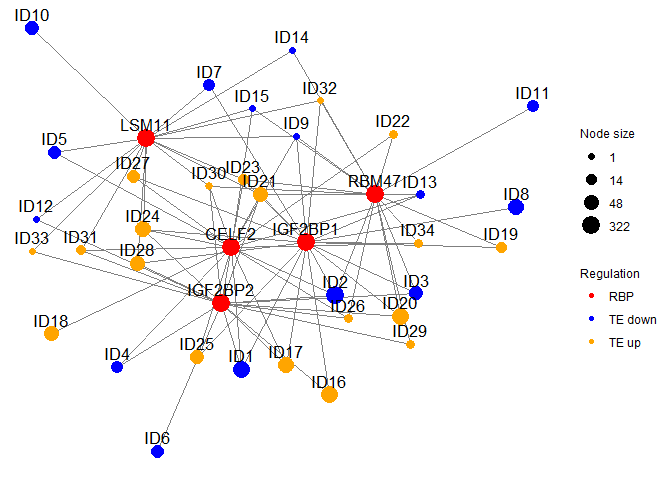 ID10
ID14
ID7
ID32
ID11
ID15
ID22
LSM11
ID9
ID5
ID27
ID23
ID30
ID21
RBM47
ID13
ID8
ID12
ID24
CELF2
IGF2BP1
ID33
ID31
ID34
ID19
ID28
IGF2BP2
ID2
ID3
ID26
ID20
ID18
ID29
ID4
ID25
ID1
ID17
ID16
ID6
Node size
1
14
48
322
Regulation
RBP
TE down
TE up